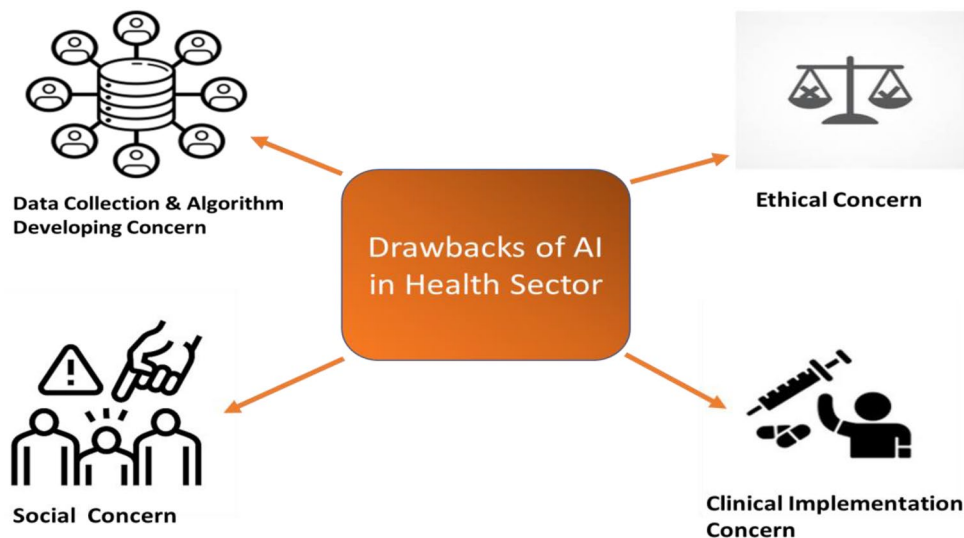 Data Collection & Algorithm
Developing Concern
Ethical Concern
Drawbacks of AI
in Health Sector
Social Concern
Clinical Implementation
Concern